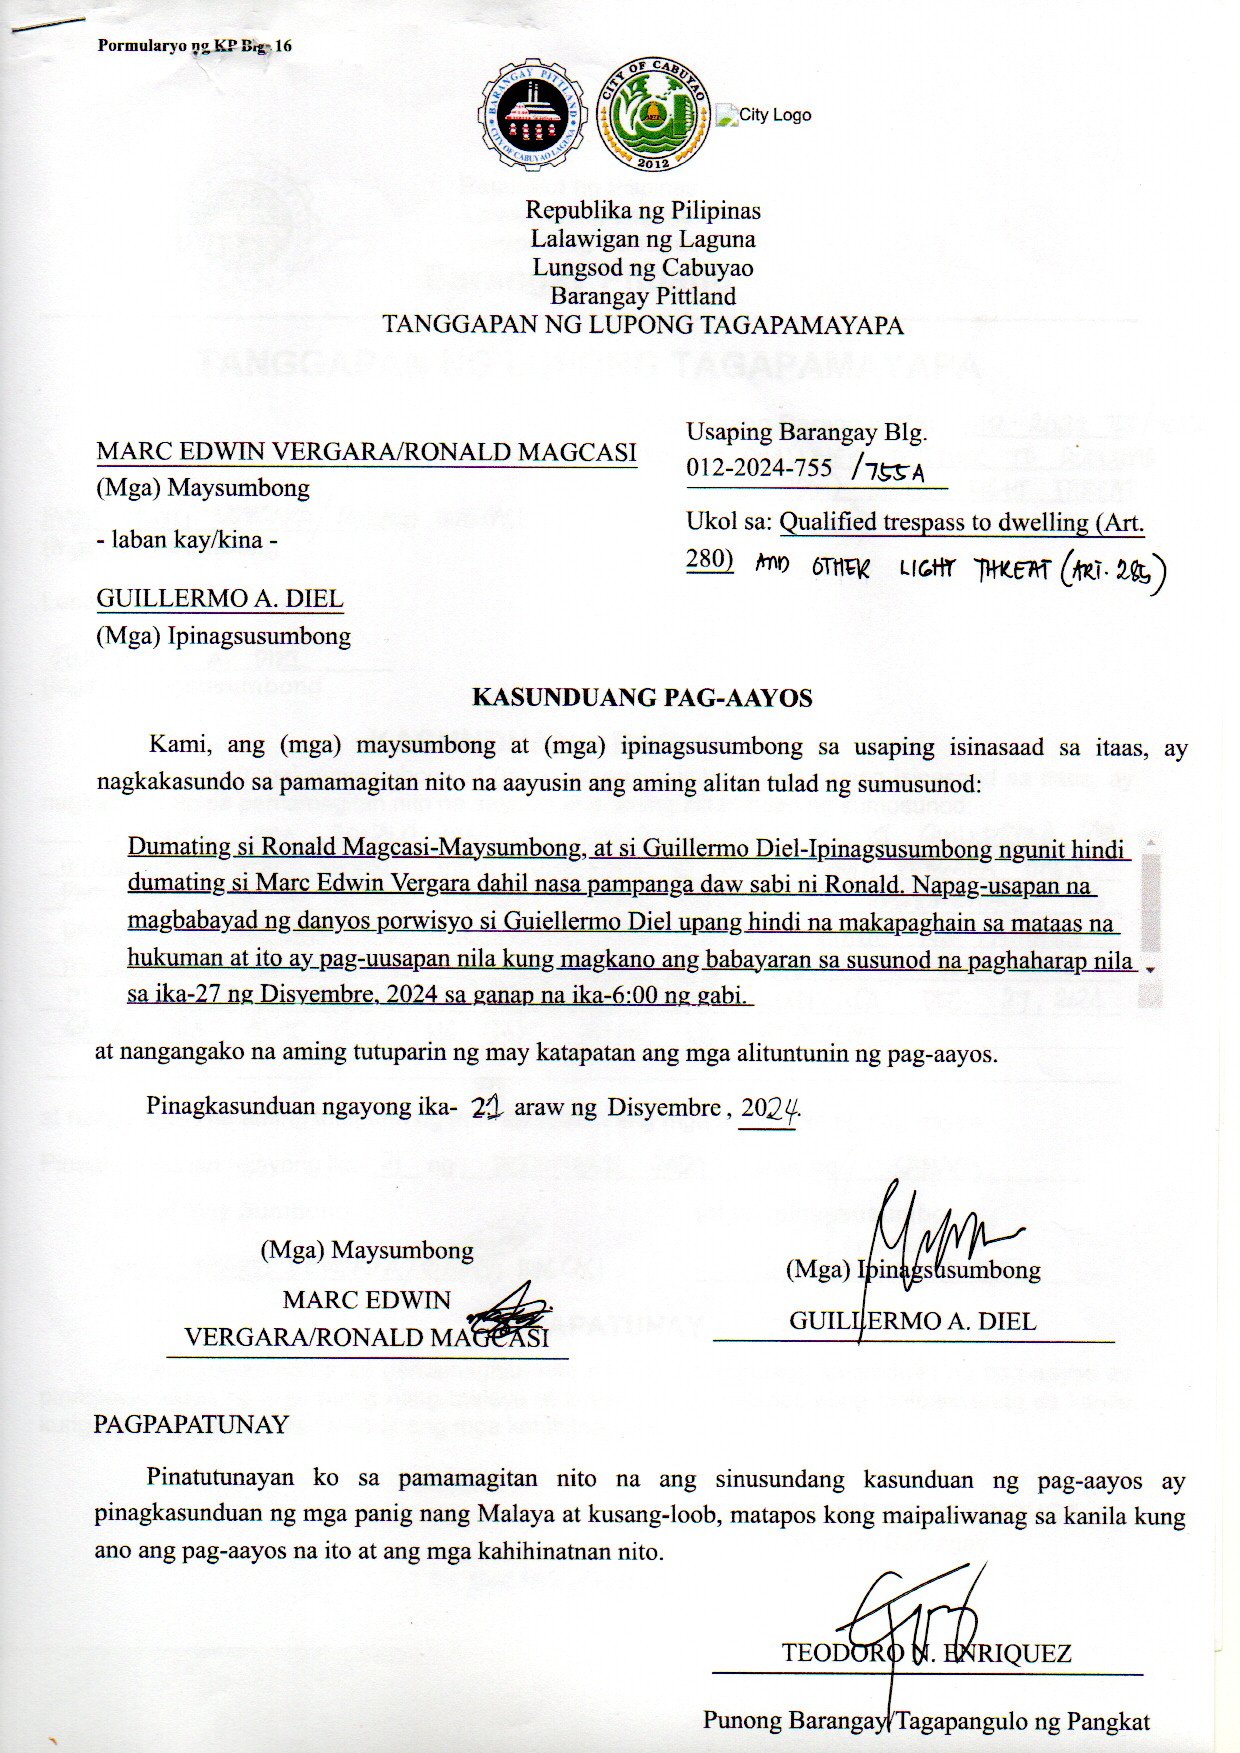 Pormularyo ng KP Blg. 16
BARANGAY PITTLAND
CITY OF CABUYAO LAGUNA
CITY OF CABUYAO
2012
City Logo
Republika ng Pilipinas
Lalawigan ng Laguna
Lungsod ng Cabuyao
Barangay Pittland
TANGGAPAN NG LUPONG TAGAPAMAYAPA
MARC EDWIN VERGARA/RONALD MAGCASI
(Mga) Maysumbong
- laban kay/kina -
GUILLERMO A. DIEL
(Mga) Ipinagsusumbong
Usaping Barangay Blg.
012-2024-755 /755A
Ukol sa: Qualified trespass to dwelling (Art.
280) AND OTHER LIGHT THREAT (ART. 285)
KASUNDUANG PAG-AAYOS
Kami, ang (mga) maysumbong at (mga) ipinagsusumbong sa usaping isinasaad sa itaas, ay
nagkakasundo sa pamamagitan nito na aayusin ang aming alitan tulad ng sumusunod:
Dumating si Ronald Magcasi-Maysumbong, at si Guillermo Diel-Ipinagsusumbong ngunit hindi
dumating si Marc Edwin Vergara dahil nasa pampanga daw sabi ni Ronald. Napag-usapan na
magbabayad ng danyos porwisyo si Guiellermo Diel upang hindi na makapaghain sa mataas na
hukuman at ito ay pag-uusapan nila kung magkano ang babayaran sa susunod na paghaharap nila
sa ika-27 ng Disyembre, 2024 sa ganap na ika-6:00 ng gabi.
at nangangako na aming tutuparin ng may katapatan ang mga alituntunin ng pag-aayos.
Pinagkasunduan ngayong ika- 21 araw ng Disyembre , 2024.
(Mga) Maysumbong
MARC EDWIN
VERGARA/RONALD MAGCASI
(Mga) Ipinagsusumbong
GUILLERMO A. DIEL
PAGPAPATUNAY
Pinatutunayan ko sa pamamagitan nito na ang sinusundang kasunduan ng pag-aayos ay
pinagkasunduan ng mga panig nang Malaya at kusang-loob, matapos kong maipaliwanag sa kanila kung
ano ang pag-aayos na ito at ang mga kahihinatnan nito.
TEODORO N. ENRIQUEZ
Punong Barangay/Tagapangulo ng Pangkat